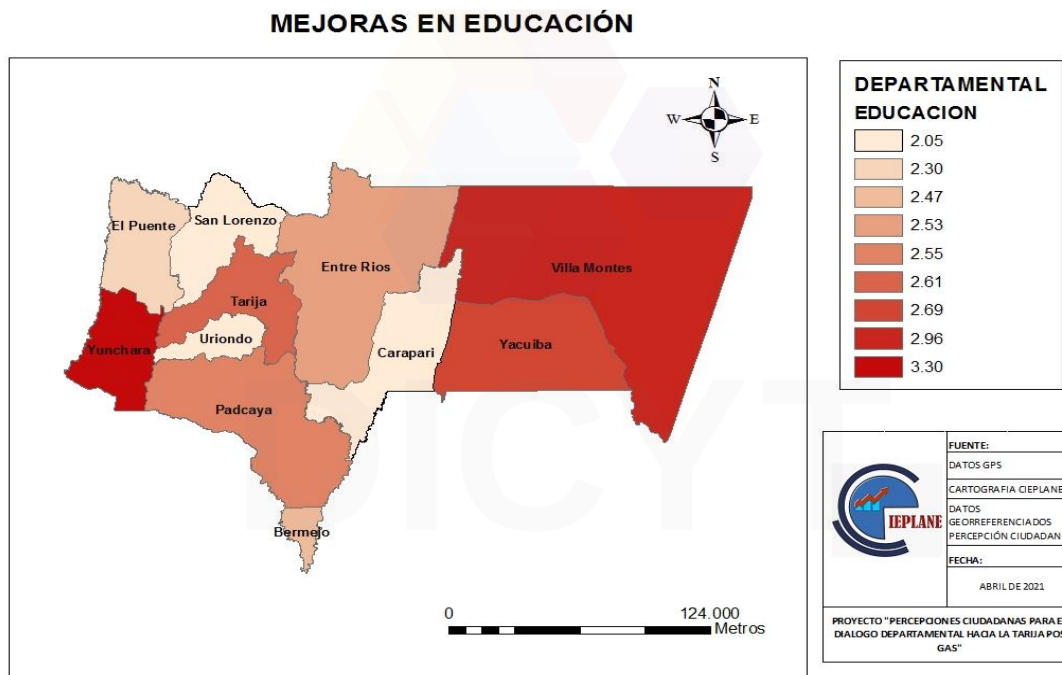 MEJORAS EN EDUCACIÓN
N
W
E
S
El Puente
San Lorenzo
Entre Rios
Villa Montes
Tarija
Uriondo
Yunchara
Carapari
Yacuiba
Padcaya
Bermejo
0
124.000
Metros
DEPARTAMENTAL
EDUCACION
2.05
2.30
2.47
2.53
2.55
2.61
2.69
2.96
3.30
IEPLANE
FUENTE:
DATOS GPS
CARTOGRAFIA CIEPLANE
DATOS
GEORREFERENCIADOS
PERCEPCIÓN CIUDADAN
FECHA:
ABRIL DE 2021
PROYECTO "PERCEPCIONES CIUDADANAS PARA E
DIALOGO DEPARTAMENTAL HACIA LA TARIJA POS
GAS"
DICYT